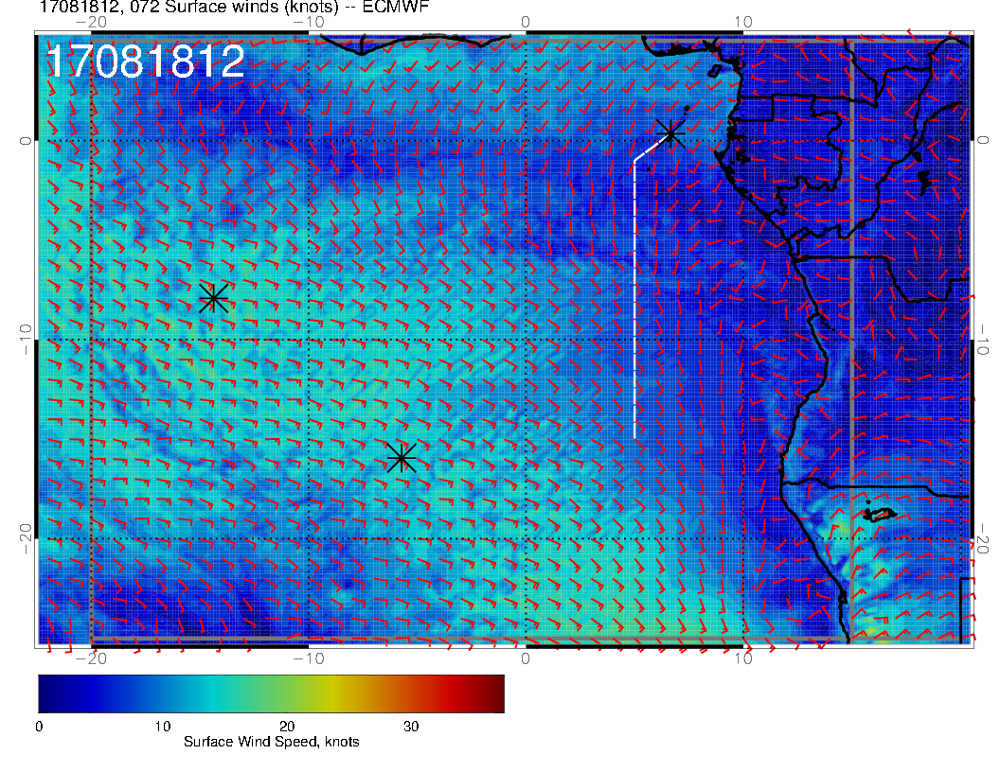 17081812, 072 Surface winds (knots) -- ECMWF
−20 −10 0 10
17081812
0 0
−10 −10
−20 −20
−20 −10 0 10
0 10 20 30
Surface Wind Speed, knots